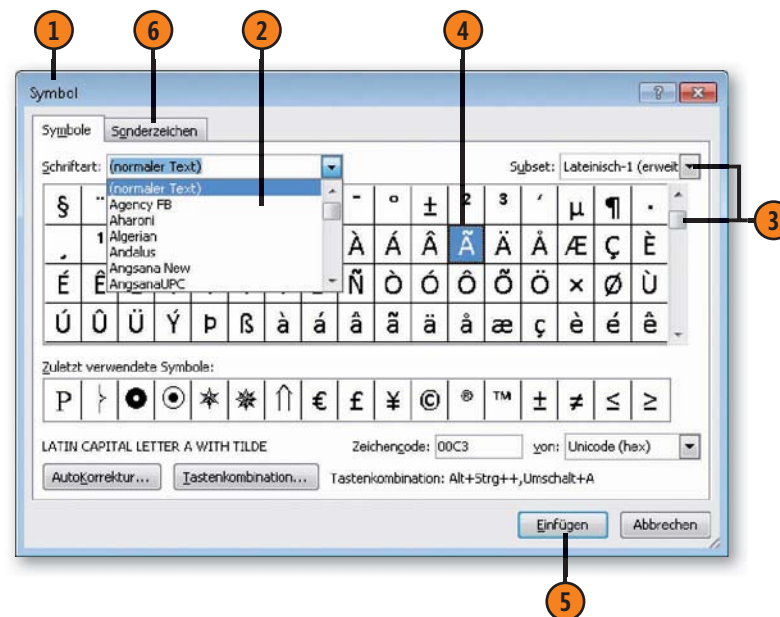 1 6 2 4
Symbol
Symbole Sonderzeichen
Schriftart: (normaler Text) Subset: Lateinisch-1 (erweit
(normaler Text)
Agency FB
Aharoni
Algerian
Andalus
Angsana New
AngsanaUPC
3
§ ¨ ¯ ° ± ² ³ ´ µ ¶ ·
¸ ¹ À Á Â Ã Ä Å Æ Ç È
É Ê Ñ Ò Ó Ô Õ Ö × Ø Ù
Ú Û Ü Ý Þ ß à á â ã ä å æ ç è é ê
Zuletzt verwendete Symbole:
P € £ ¥ © ® ™ ± ≠ ≤ ≥
LATIN CAPITAL LETTER A WITH TILDE Zeichencode: 00C3 von: Unicode (hex)
AutoKorrektur... Tastenkombination... Tastenkombination: Alt+Strg++,Umschalt+A
Einfügen Abbrechen
5